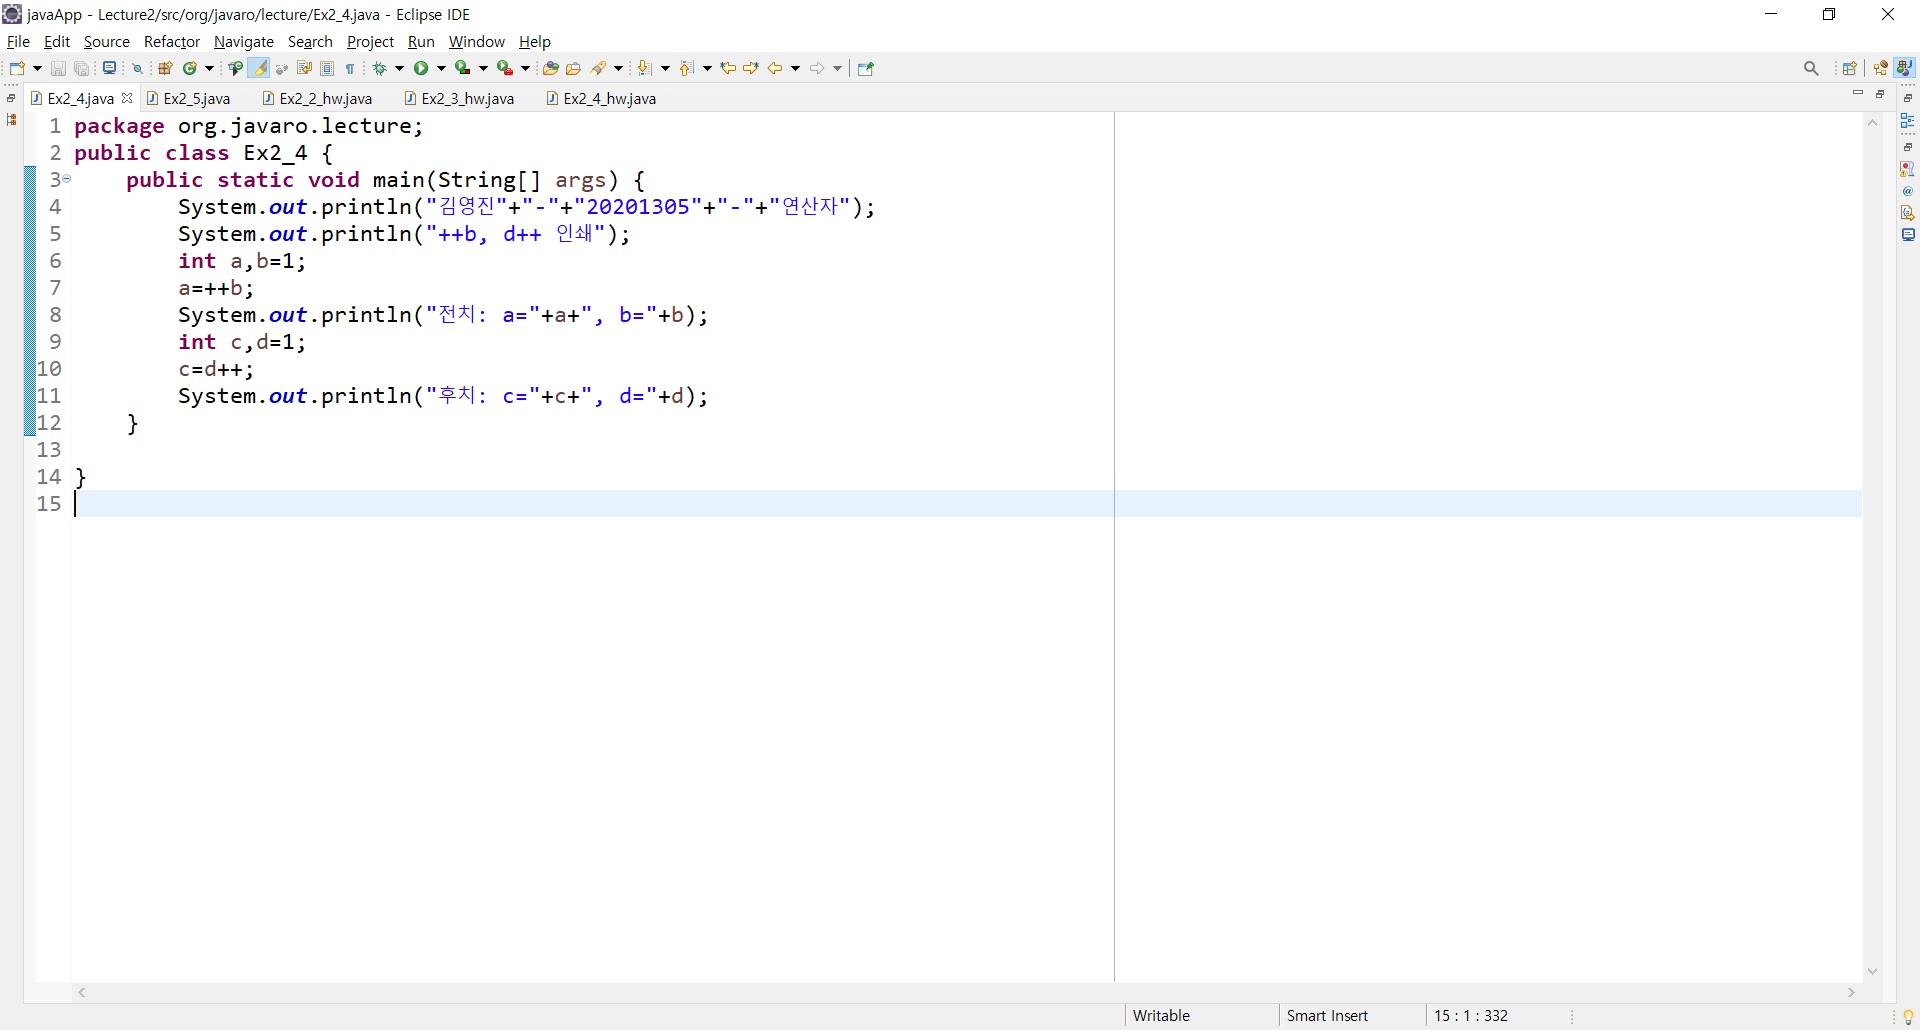 javaApp - Lecture2/src/org/javaro/lecture/Ex2_4.java - Eclipse IDE
File Edit Source Refactor Navigate Search Project Run Window Help
Ex2_4.java Ex2_5.java Ex2_2_hw.java Ex2_3_hw.java Ex2_4_hw.java
1 package org.javaro.lecture;
2 public class Ex2_4 {
3 public static void main(String[] args) {
4 System.out.println("김영진"+"-"+"20201305"+"-"+"연산자");
5 System.out.println("++b, d++ 인쇄");
6 int a,b=1;
7 a=++b;
8 System.out.println("전치: a="+a+", b="+b);
9 int c,d=1;
10 c=d++;
11 System.out.println("후치: c="+c+", d="+d);
12 }
13
14 }
15
Writable Smart Insert 15 : 1 : 332